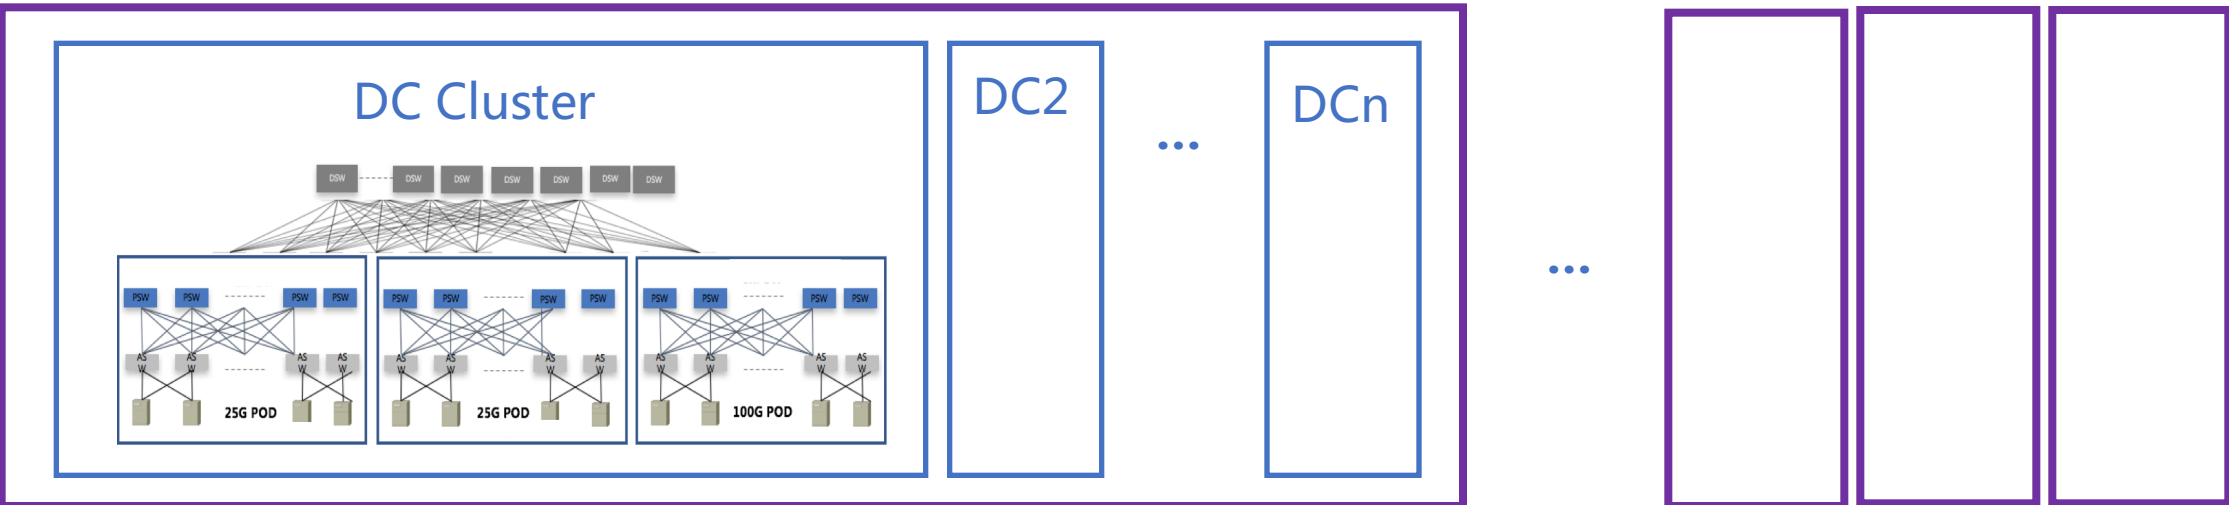 DC Cluster
DC2
DCn
...
...
DSW DSW DSW DSW DSW DSW DSW
PSW PSW PSW PSW
AS
W
AS
W
AS
W
AS
W
25G POD
PSW PSW PSW PSW
AS
W
AS
W
AS
W
AS
W
25G POD
PSW PSW PSW PSW
AS
W
AS
W
AS
W
AS
W
100G POD